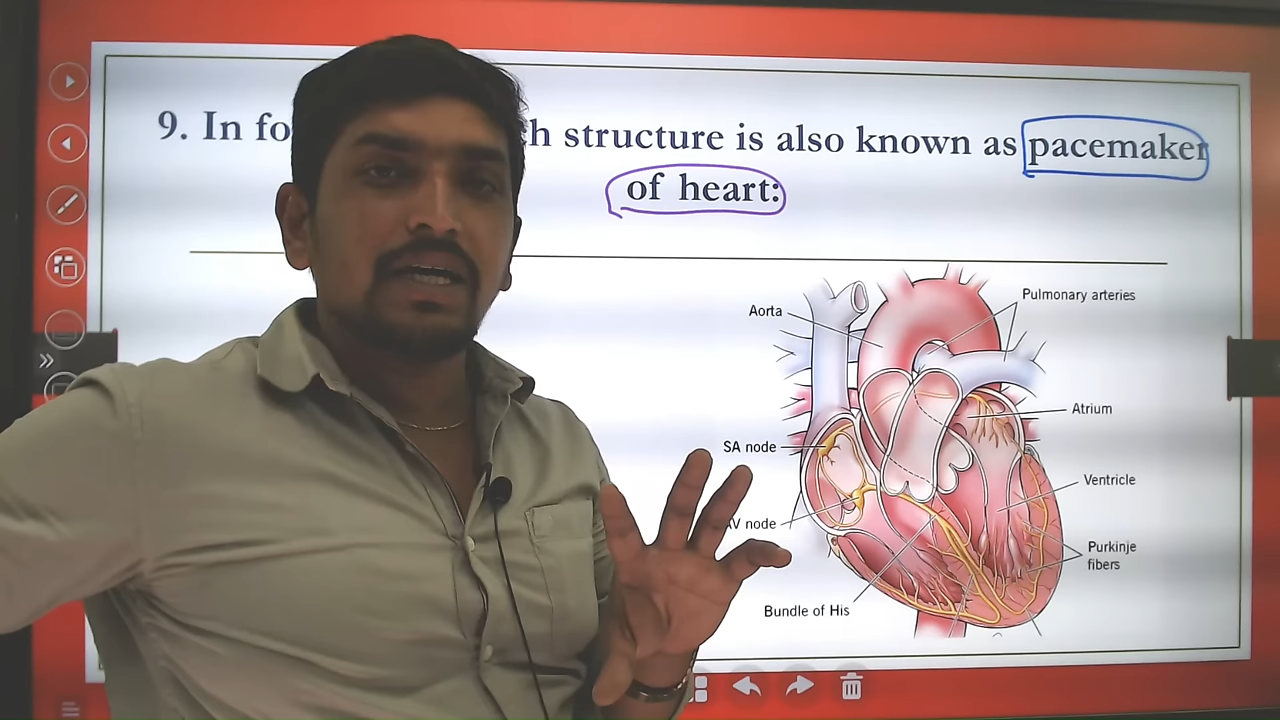 9. In structure is also known as pacemaker
of heart:
Pulmonary arteries
Aorta
Atrium
SA node
Ventricle
AV node
Purkinje
fibers
Bundle of His